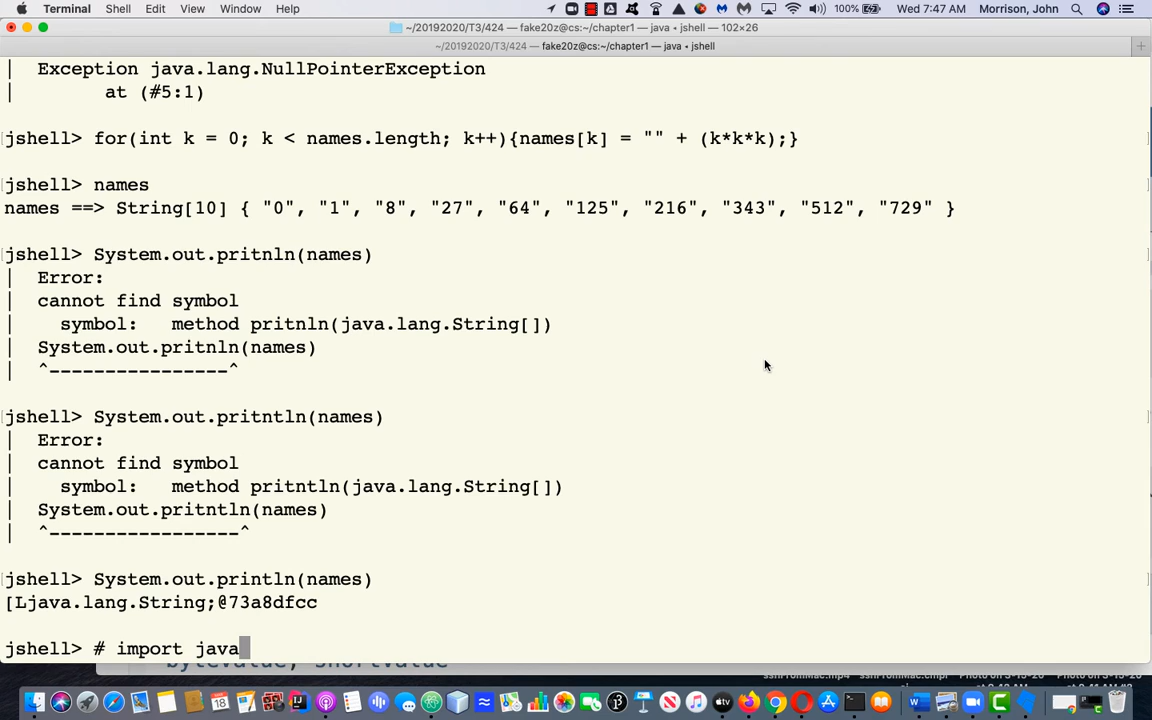 Terminal Shell Edit View Window Help 100% Wed 7:47 AM Morrison, John
~/20192020/T3/424 — fake20z@cs:~/chapter1 — java — jshell — 102×26
~/20192020/T3/424 — fake20z@cs:~/chapter1 — java • jshell
| Exception java.lang.NullPointerException
| at (#5:1)
jshell> for(int k = 0; k < names.length; k++){names[k] = "" + (k*k*k);}
jshell> names
names ==> String[10] { "0", "1", "8", "27", "64", "125", "216", "343", "512", "729" }
jshell> System.out.pritnln(names)
| Error:
| cannot find symbol
| symbol: method pritnln(java.lang.String[])
| System.out.pritnln(names)
| ^----------------^
jshell> System.out.pritntln(names)
| Error:
| cannot find symbol
| symbol: method pritntln(java.lang.String[])
| System.out.pritntln(names)
| ^-----------------^
jshell> System.out.println(names)
[Ljava.lang.String;@73a8dfcc
jshell> # import java
byteValue, shortValue